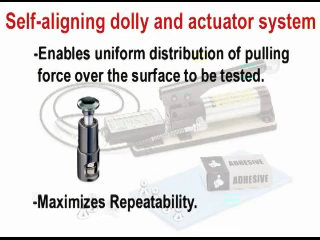 Self-aligning dolly and actuator system
-Enables uniform distribution of pulling
force over the surface to be tested.
ADHESIVE
ADHESIVE
-Maximizes Repeatability.